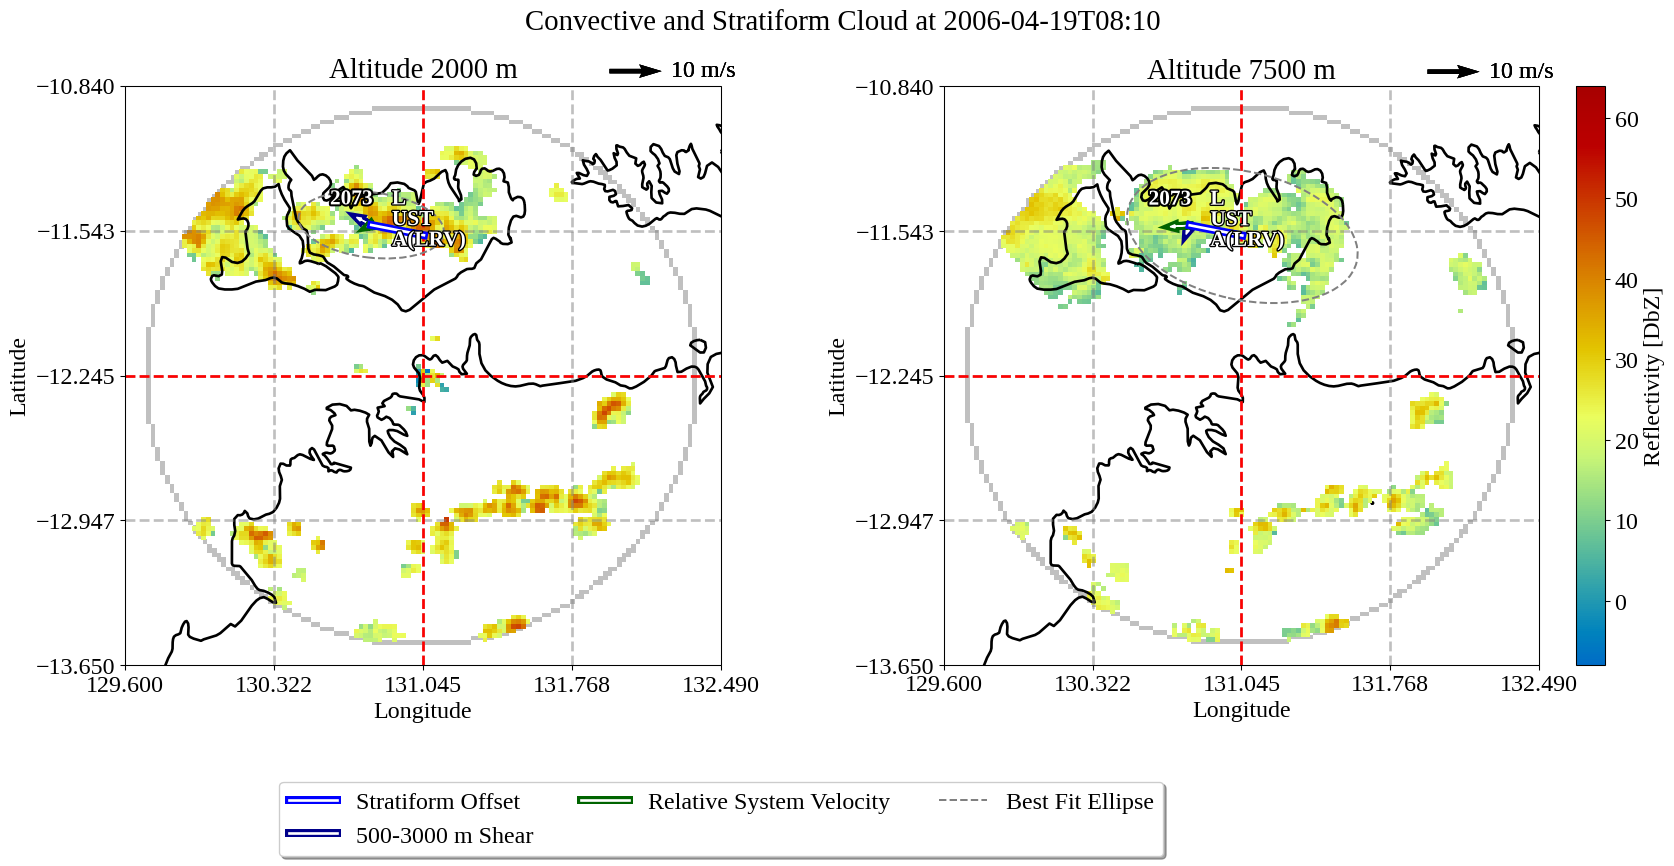 Convective and Stratiform Cloud at 2006-04-19T08:10
Altitude 2000 m
10 m/s
−10.840
−11.543
−12.245
−12.947
−13.650
Latitude
2073
L
UST
A(LRV)
129.600
130.322
131.045
131.768
132.490
Longitude
Altitude 7500 m
10 m/s
−10.840
−11.543
−12.245
−12.947
−13.650
Latitude
2073
L
UST
A(LRV)
129.600
130.322
131.045
131.768
132.490
Longitude
60
50
40
30
20
10
0
Reflectivity [DbZ]
Stratiform Offset
500-3000 m Shear
Relative System Velocity
Best Fit Ellipse